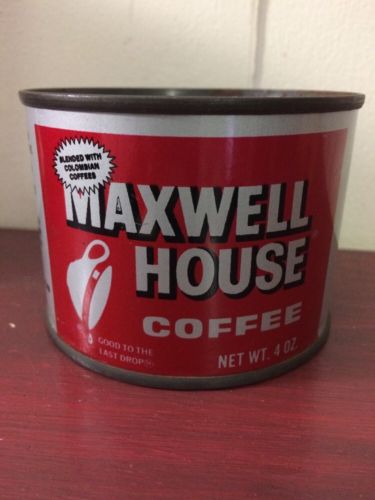 BLENDED WITH
COLOMBIAN
COFFEES
MAXWELL
HOUSE®
COFFEE
GOOD TO THE
LAST DROP®
NET WT. 4 OZ.